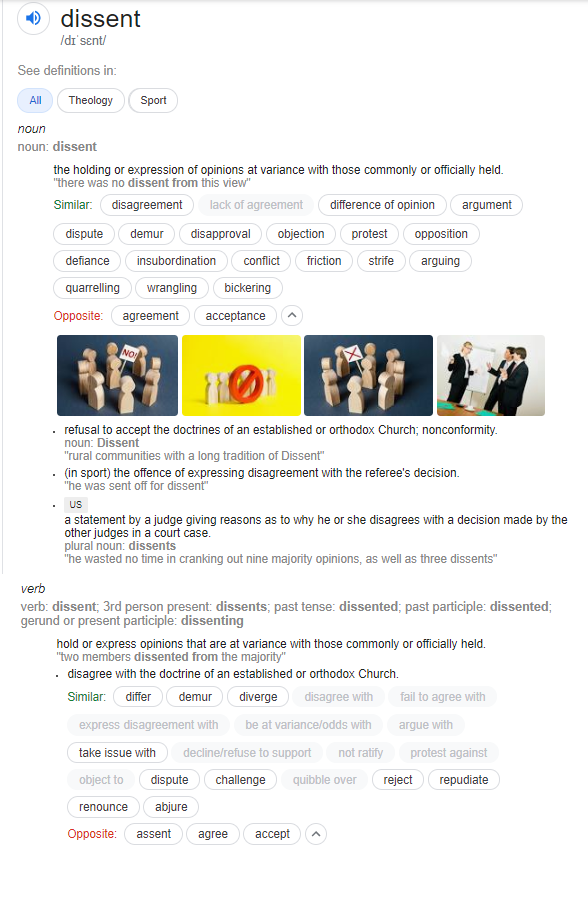 dissent
/dɪˈsɛnt/
See definitions in:
All Theology Sport
noun
noun: dissent
the holding or expression of opinions at variance with those commonly or officially held.
"there was no dissent from this view"
Similar: disagreement lack of agreement difference of opinion argument
dispute demur disapproval objection protest opposition
defiance insubordination conflict friction strife arguing
quarrelling wrangling bickering
Opposite: agreement acceptance
NO!
• refusal to accept the doctrines of an established or orthodox Church; nonconformity.
noun: Dissent
"rural communities with a long tradition of Dissent"
• (in sport) the offence of expressing disagreement with the referee's decision.
"he was sent off for dissent"
• US
a statement by a judge giving reasons as to why he or she disagrees with a decision made by the
other judges in a court case.
plural noun: dissents
"he wasted no time in cranking out nine majority opinions, as well as three dissents"
verb
verb: dissent; 3rd person present: dissents; past tense: dissented; past participle: dissented;
gerund or present participle: dissenting
hold or express opinions that are at variance with those commonly or officially held.
"two members dissented from the majority"
• disagree with the doctrine of an established or orthodox Church.
Similar: differ demur diverge disagree with fail to agree with
express disagreement with be at variance/odds with argue with
take issue with decline/refuse to support not ratify protest against
object to dispute challenge quibble over reject repudiate
renounce abjure
Opposite: assent agree accept